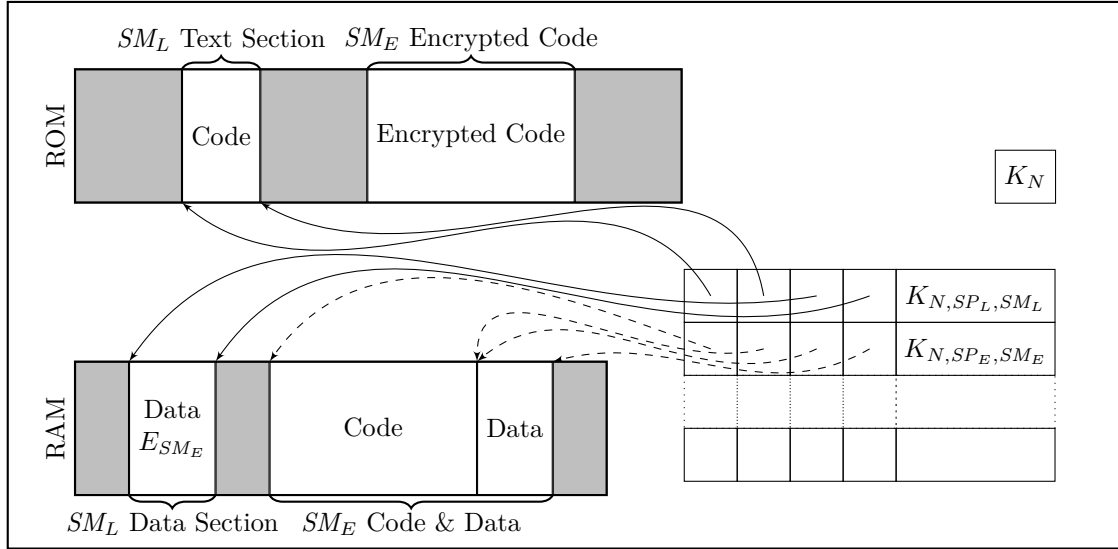 SM_L Text Section
SM_E Encrypted Code
ROM
Code
Encrypted Code
K_N
K_{N,SP_L,SM_L}
K_{N,SP_E,SM_E}
RAM
Data
E_{SM_E}
Code
Data
SM_L Data Section
SM_E Code & Data